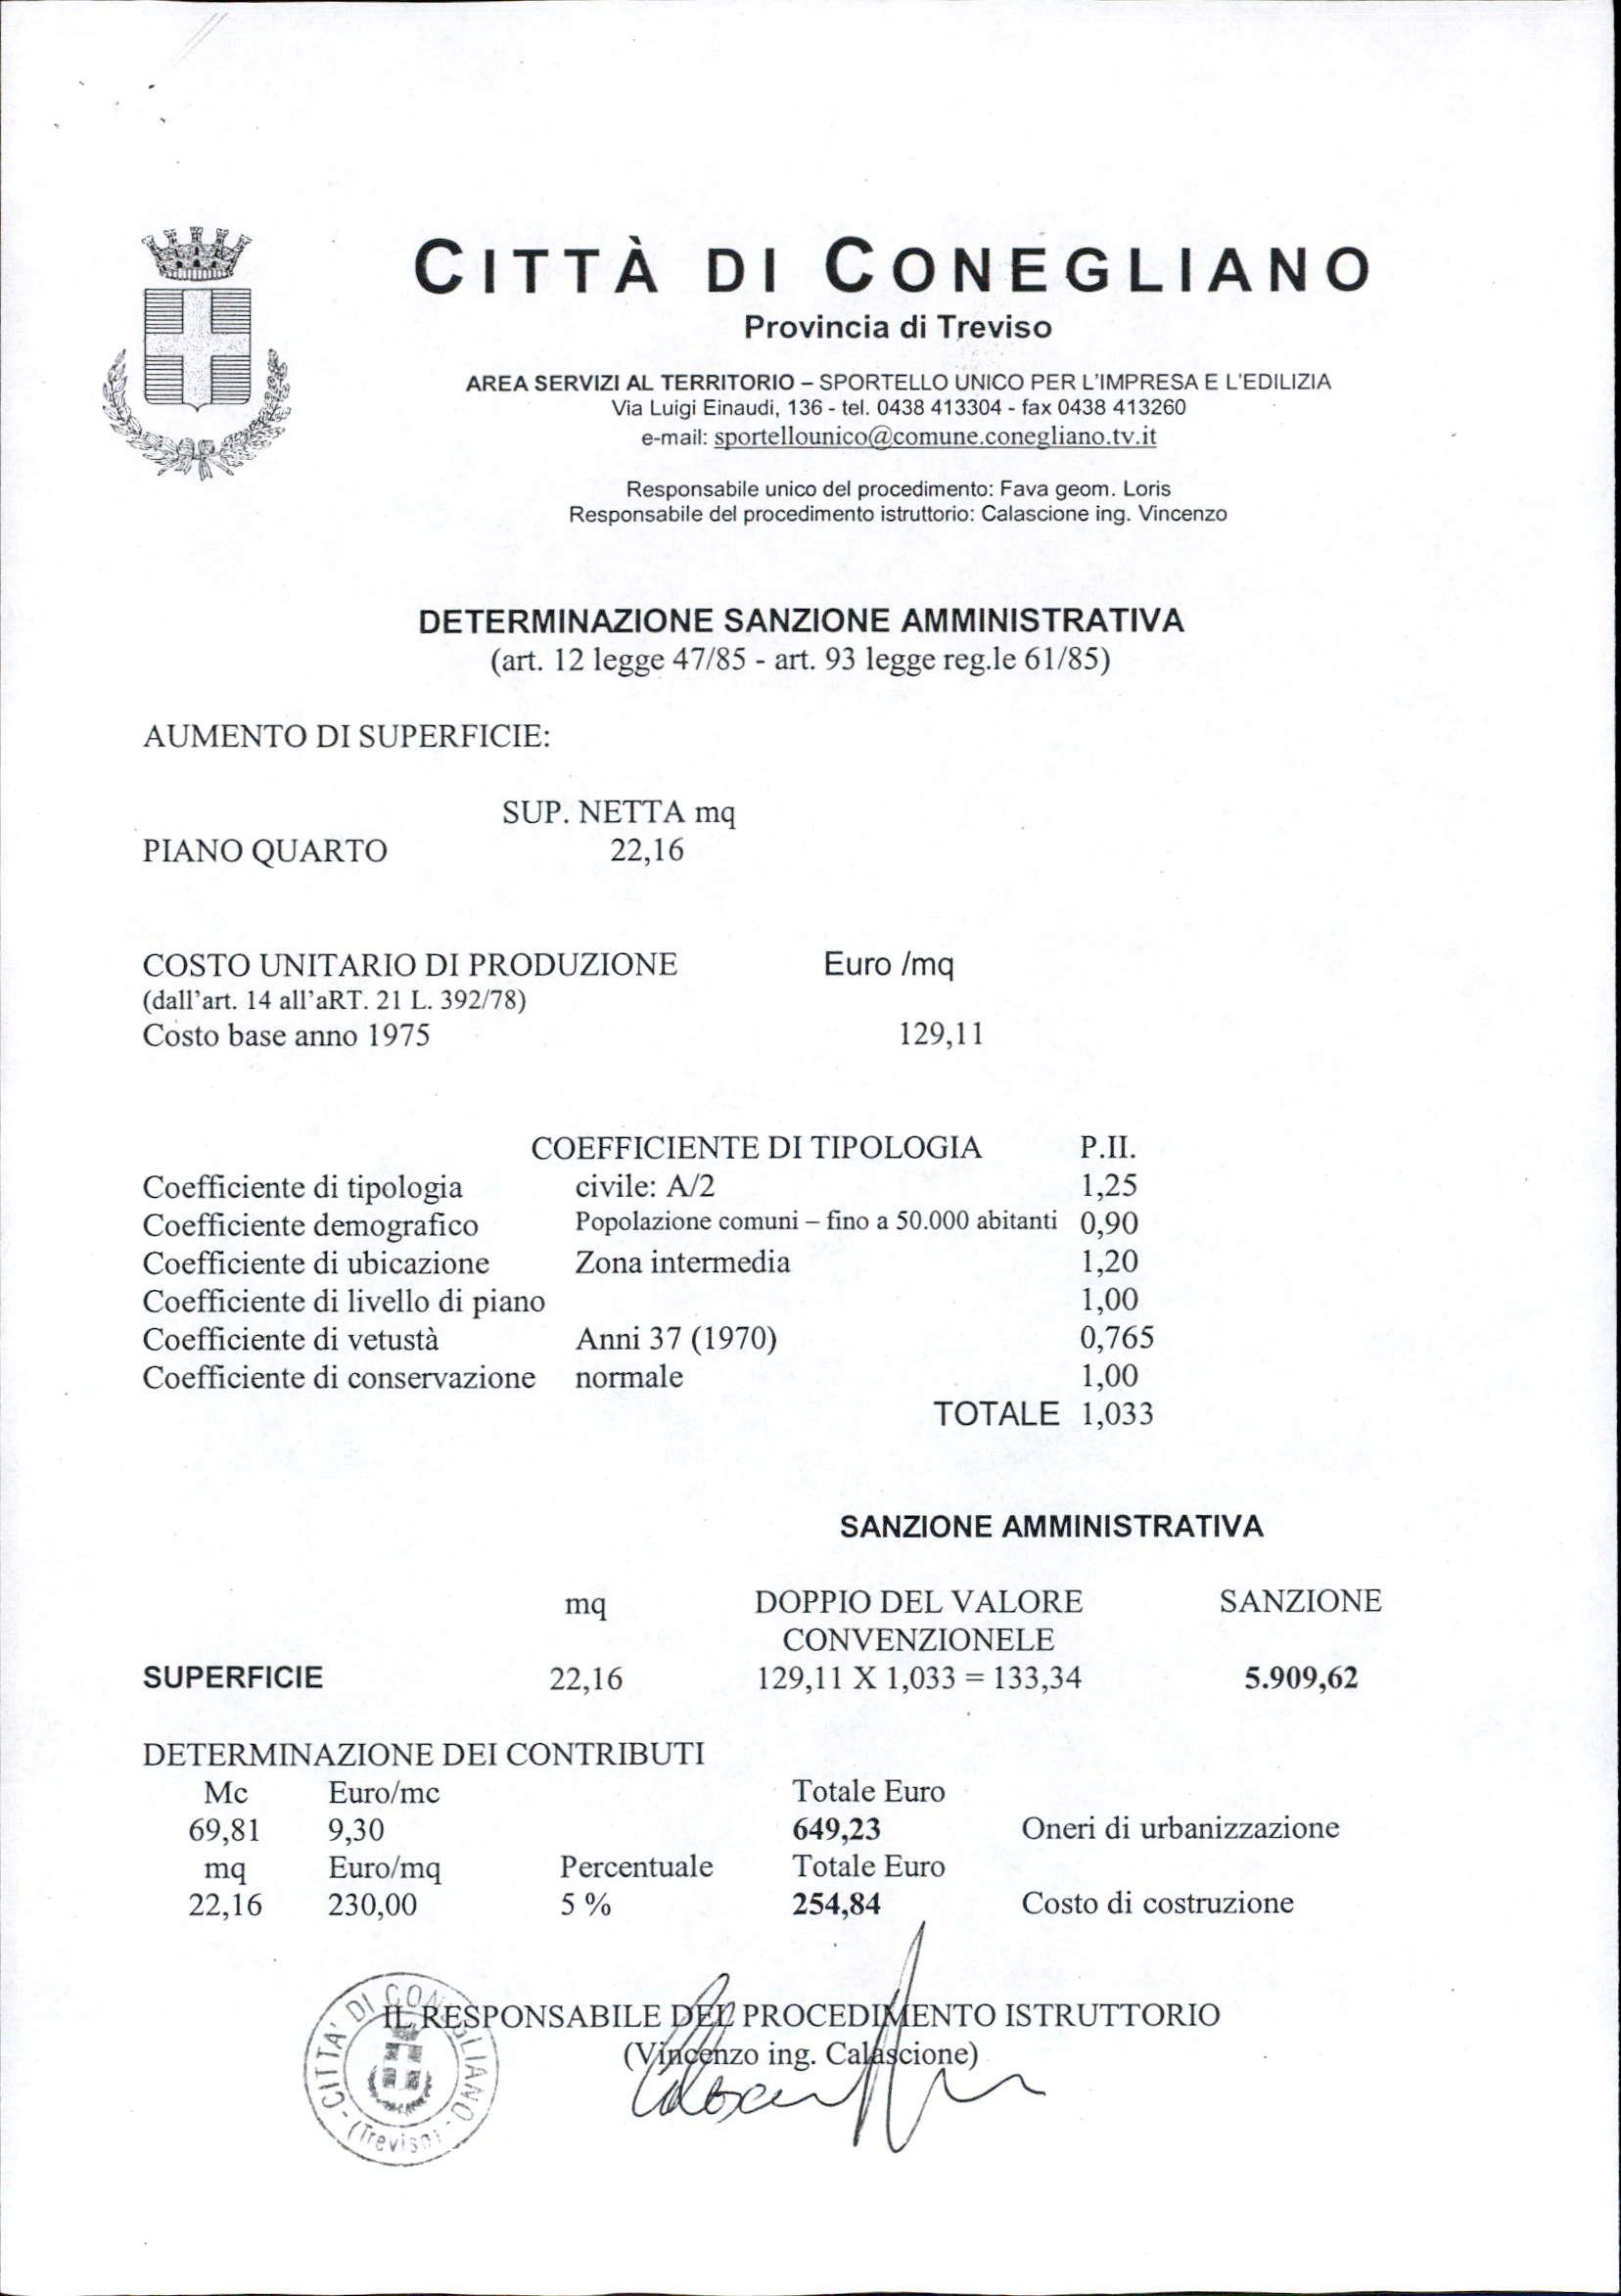 CITTÀ DI CONEGLIANO
Provincia di Treviso
AREA SERVIZI AL TERRITORIO – SPORTELLO UNICO PER L'IMPRESA E L'EDILIZIA
Via Luigi Einaudi, 136 - tel. 0438 413304 - fax 0438 413260
e-mail: sportellounico@comune.conegliano.tv.it
Responsabile unico del procedimento: Fava geom. Loris
Responsabile del procedimento istruttorio: Calascione ing. Vincenzo
DETERMINAZIONE SANZIONE AMMINISTRATIVA
(art. 12 legge 47/85 - art. 93 legge reg.le 61/85)
AUMENTO DI SUPERFICIE:
SUP. NETTA mq
PIANO QUARTO 22,16
COSTO UNITARIO DI PRODUZIONE Euro /mq
(dall'art. 14 all'aRT. 21 L. 392/78)
Costo base anno 1975 129,11
COEFFICIENTE DI TIPOLOGIA P.II.
Coefficiente di tipologia civile: A/2 1,25
Coefficiente demografico Popolazione comuni – fino a 50.000 abitanti 0,90
Coefficiente di ubicazione Zona intermedia 1,20
Coefficiente di livello di piano 1,00
Coefficiente di vetustà Anni 37 (1970) 0,765
Coefficiente di conservazione normale 1,00
TOTALE 1,033
SANZIONE AMMINISTRATIVA
mq DOPPIO DEL VALORE SANZIONE
CONVENZIONELE
SUPERFICIE 22,16 129,11 X 1,033 = 133,34 5.909,62
DETERMINAZIONE DEI CONTRIBUTI
Mc Euro/mc Totale Euro
69,81 9,30 649,23 Oneri di urbanizzazione
mq Euro/mq Percentuale Totale Euro
22,16 230,00 5 % 254,84 Costo di costruzione
IL RESPONSABILE DEL PROCEDIMENTO ISTRUTTORIO
(Vincenzo ing. Calascione)
CITTA' DI CONEGLIANO - (Treviso) -